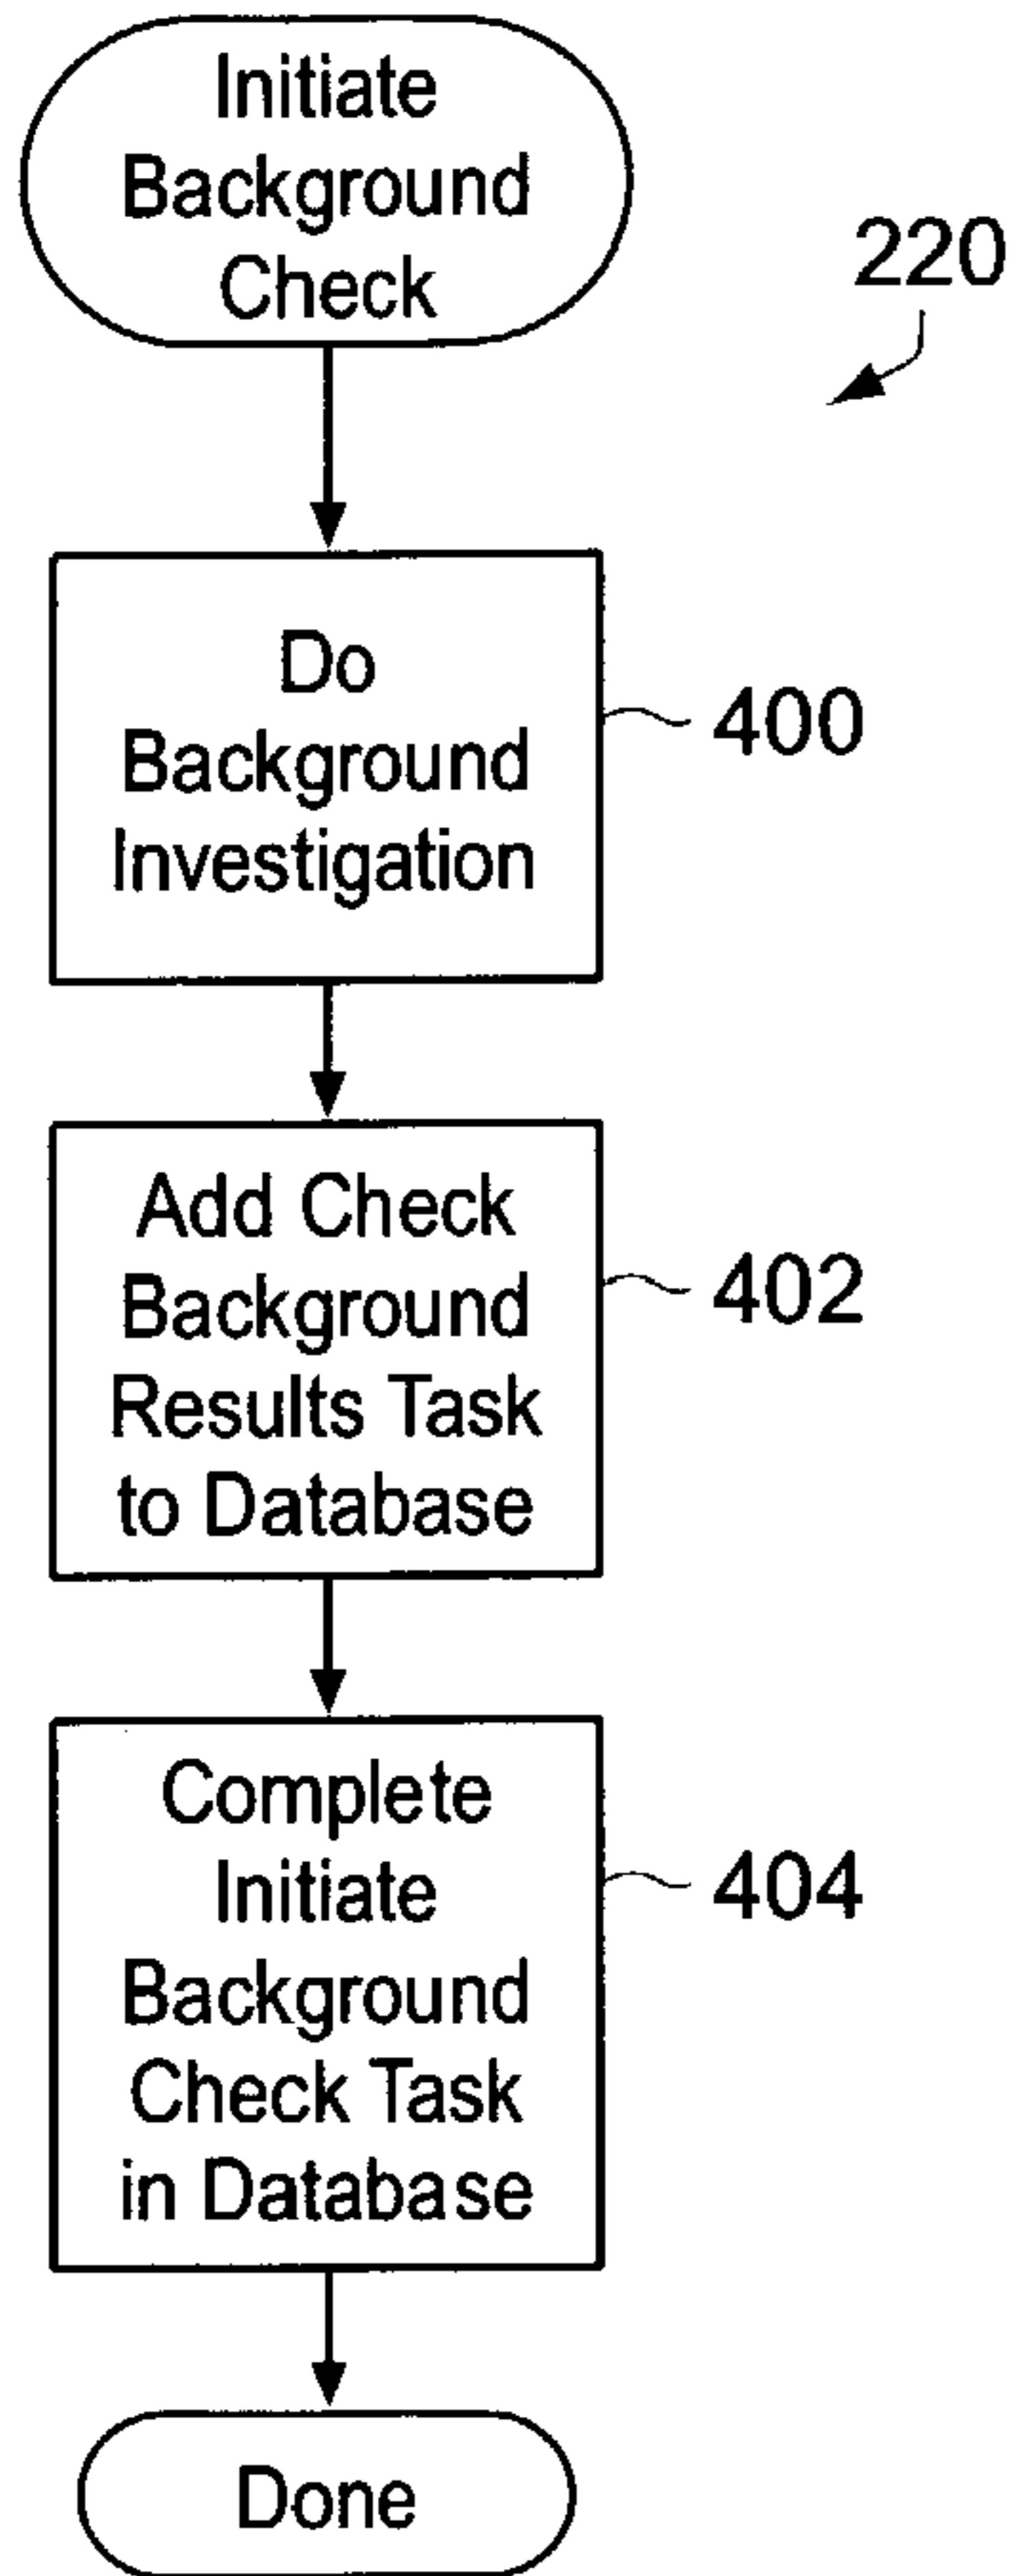 Initiate
Background
Check
220
Do
Background
Investigation
400
Add Check
Background
Results Task
to Database
402
Complete
Initiate
Background
Check Task
in Database
404
Done